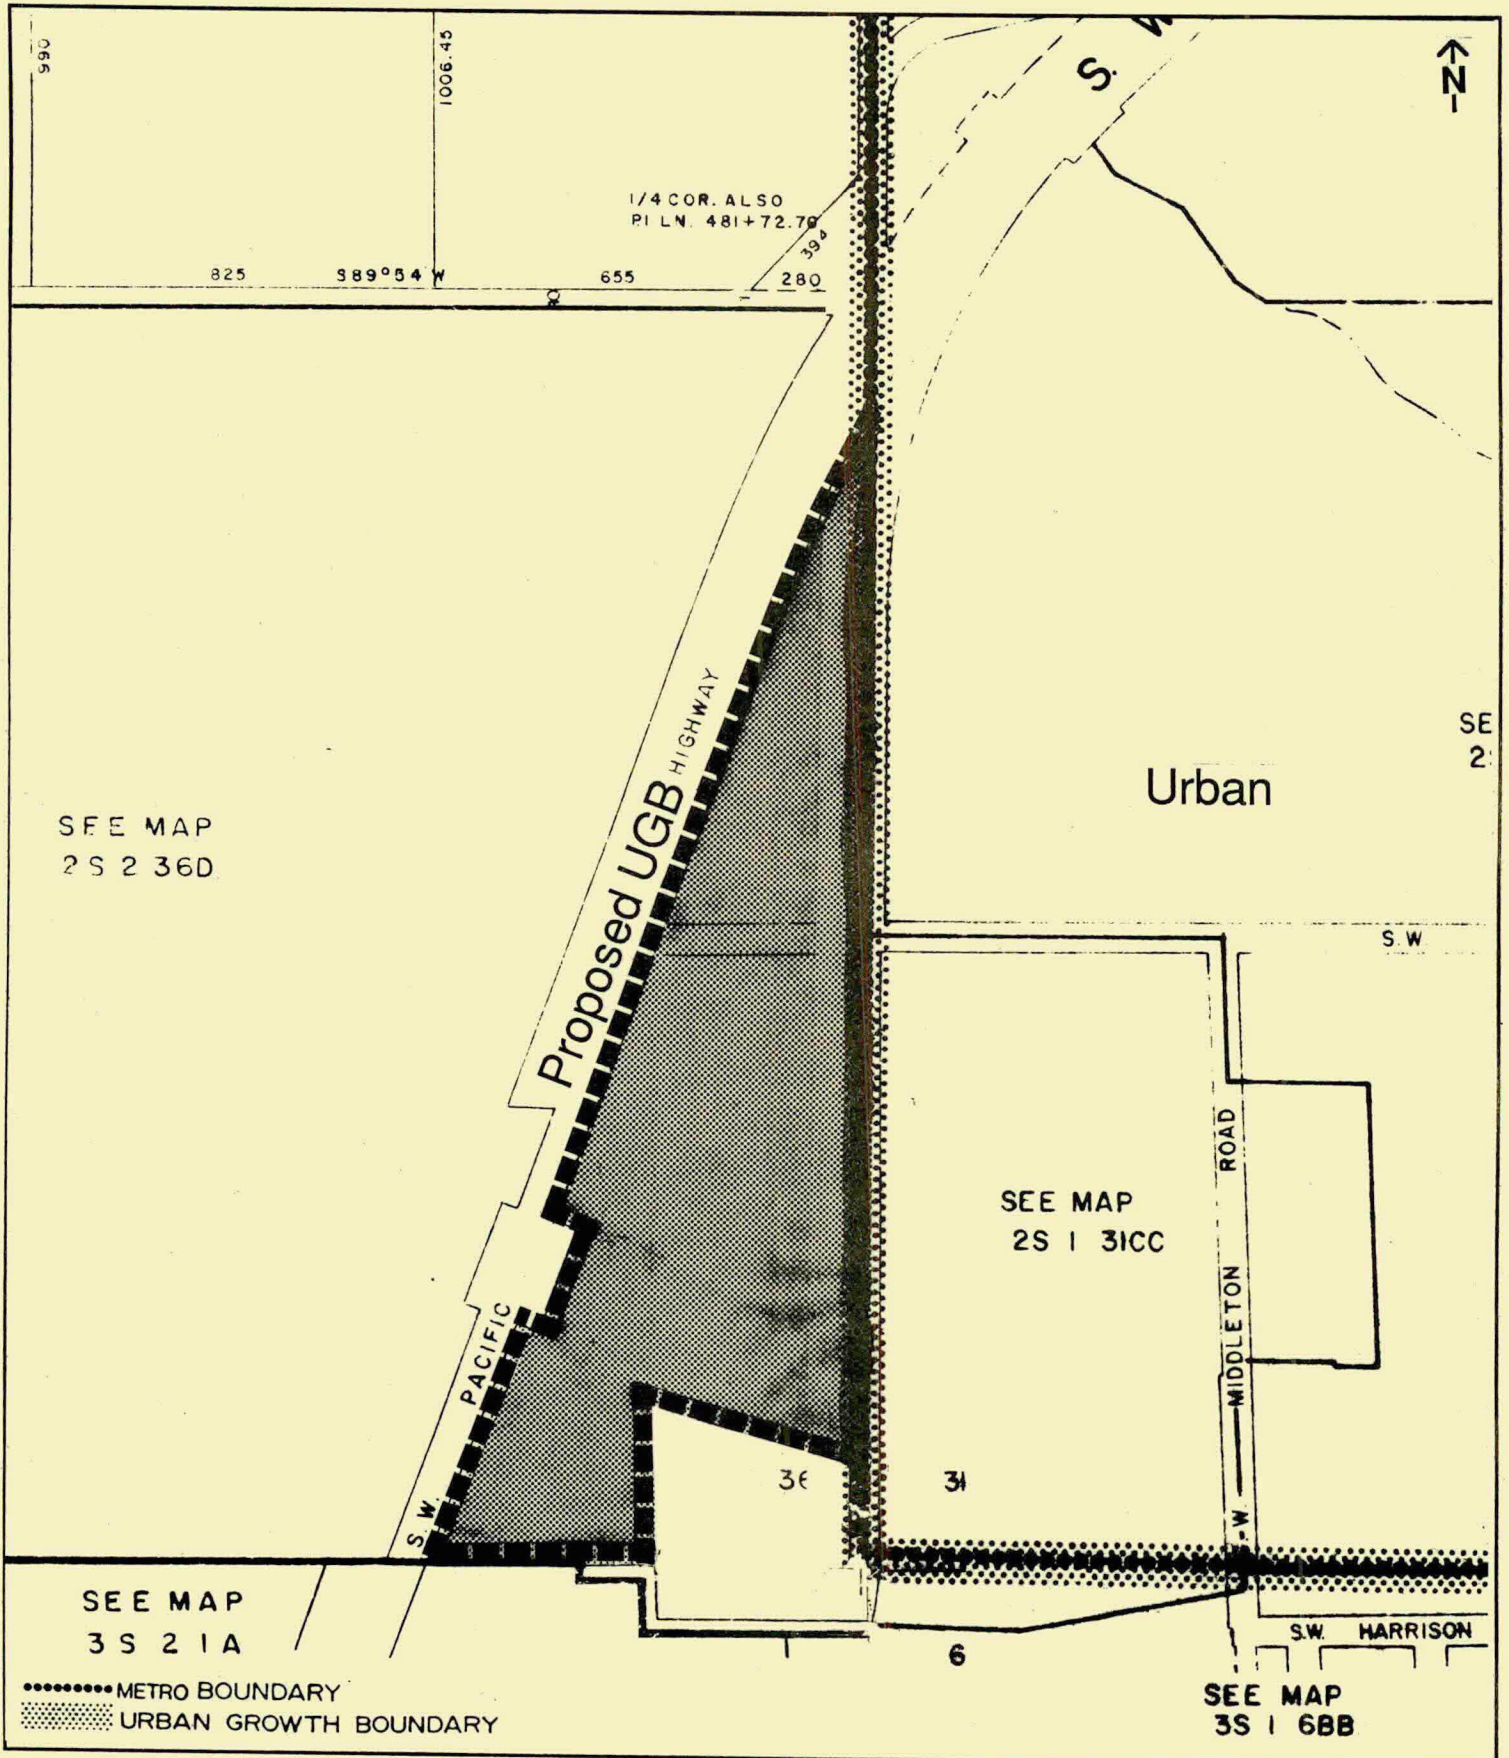 990
1006.45
S. W
N
1/4 COR. ALSO
P.I LN. 481+72.70
394
825
S89°54' W
655
280
HIGHWAY
Proposed UGB
Urban
SE
2
SEE MAP
2S 2 36D
S.W
ROAD
SEE MAP
2S 1 31CC
MIDDLETON
PACIFIC
36
31
S.W.
W.
SEE MAP
3S 2 1A
S.W. HARRISON
6
METRO BOUNDARY
URBAN GROWTH BOUNDARY
SEE MAP
3S 1 6BB